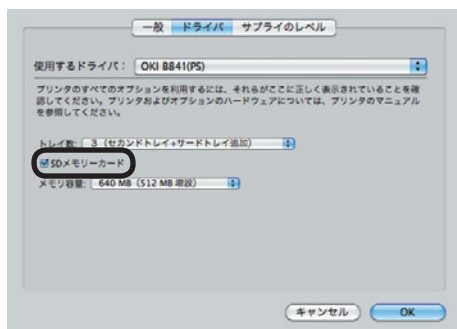 一般 ドライバ サプライのレベル
使用するドライバ： OKI B841(PS)
プリンタのすべてのオプションを利用するには、それらがここに正しく表示されていることを確
認してください。プリンタおよびオプションのハードウェアについては、プリンタのマニュアル
を参照してください。
トレイ数: 3（セカンドトレイ+サードトレイ追加）
SDメモリーカード
メモリ容量: 640 MB（512 MB 増設）
キャンセル OK